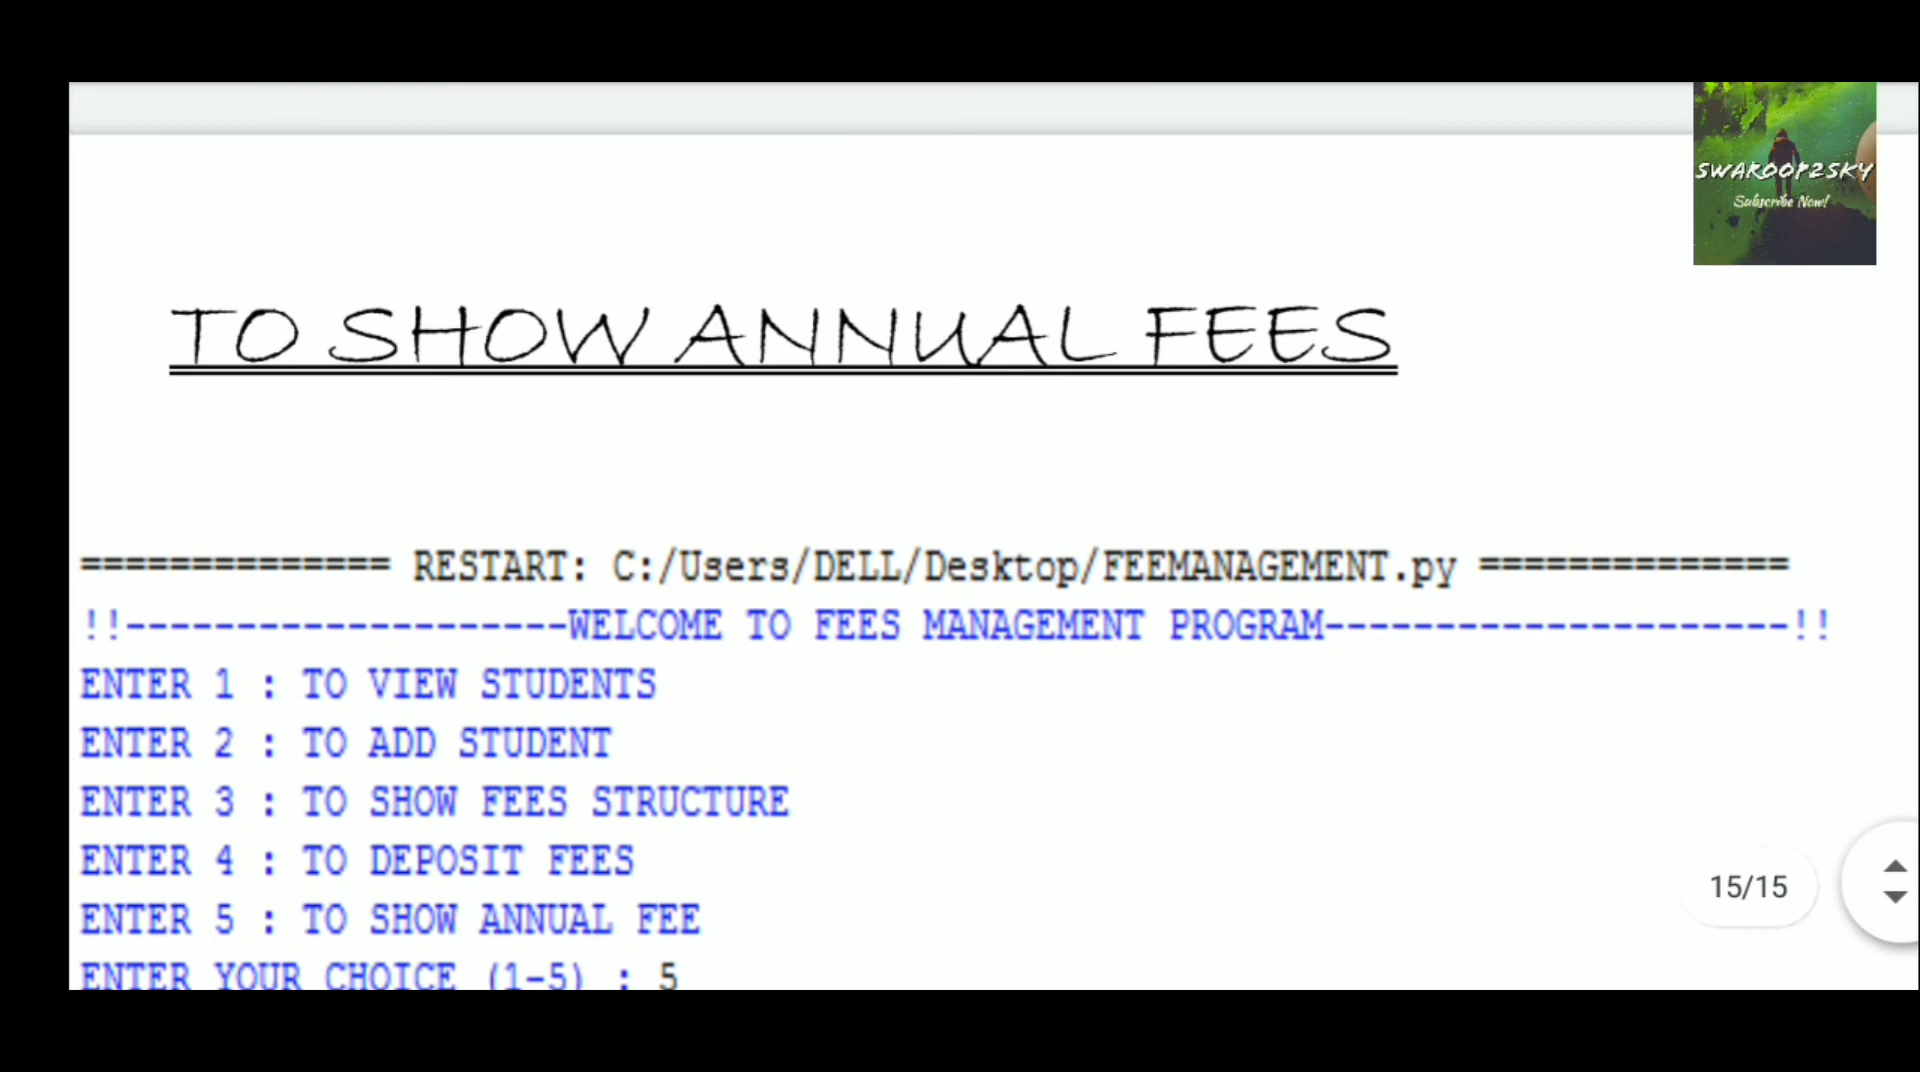 SWAROOP2SKY
Subscribe Now!
TO SHOW ANNUAL FEES
============== RESTART: C:/Users/DELL/Desktop/FEEMANAGEMENT.py ==============
!!--------------------WELCOME TO FEES MANAGEMENT PROGRAM---------------------!!
ENTER 1 : TO VIEW STUDENTS
ENTER 2 : TO ADD STUDENT
ENTER 3 : TO SHOW FEES STRUCTURE
ENTER 4 : TO DEPOSIT FEES
ENTER 5 : TO SHOW ANNUAL FEE
ENTER YOUR CHOICE (1-5) : 5
15/15